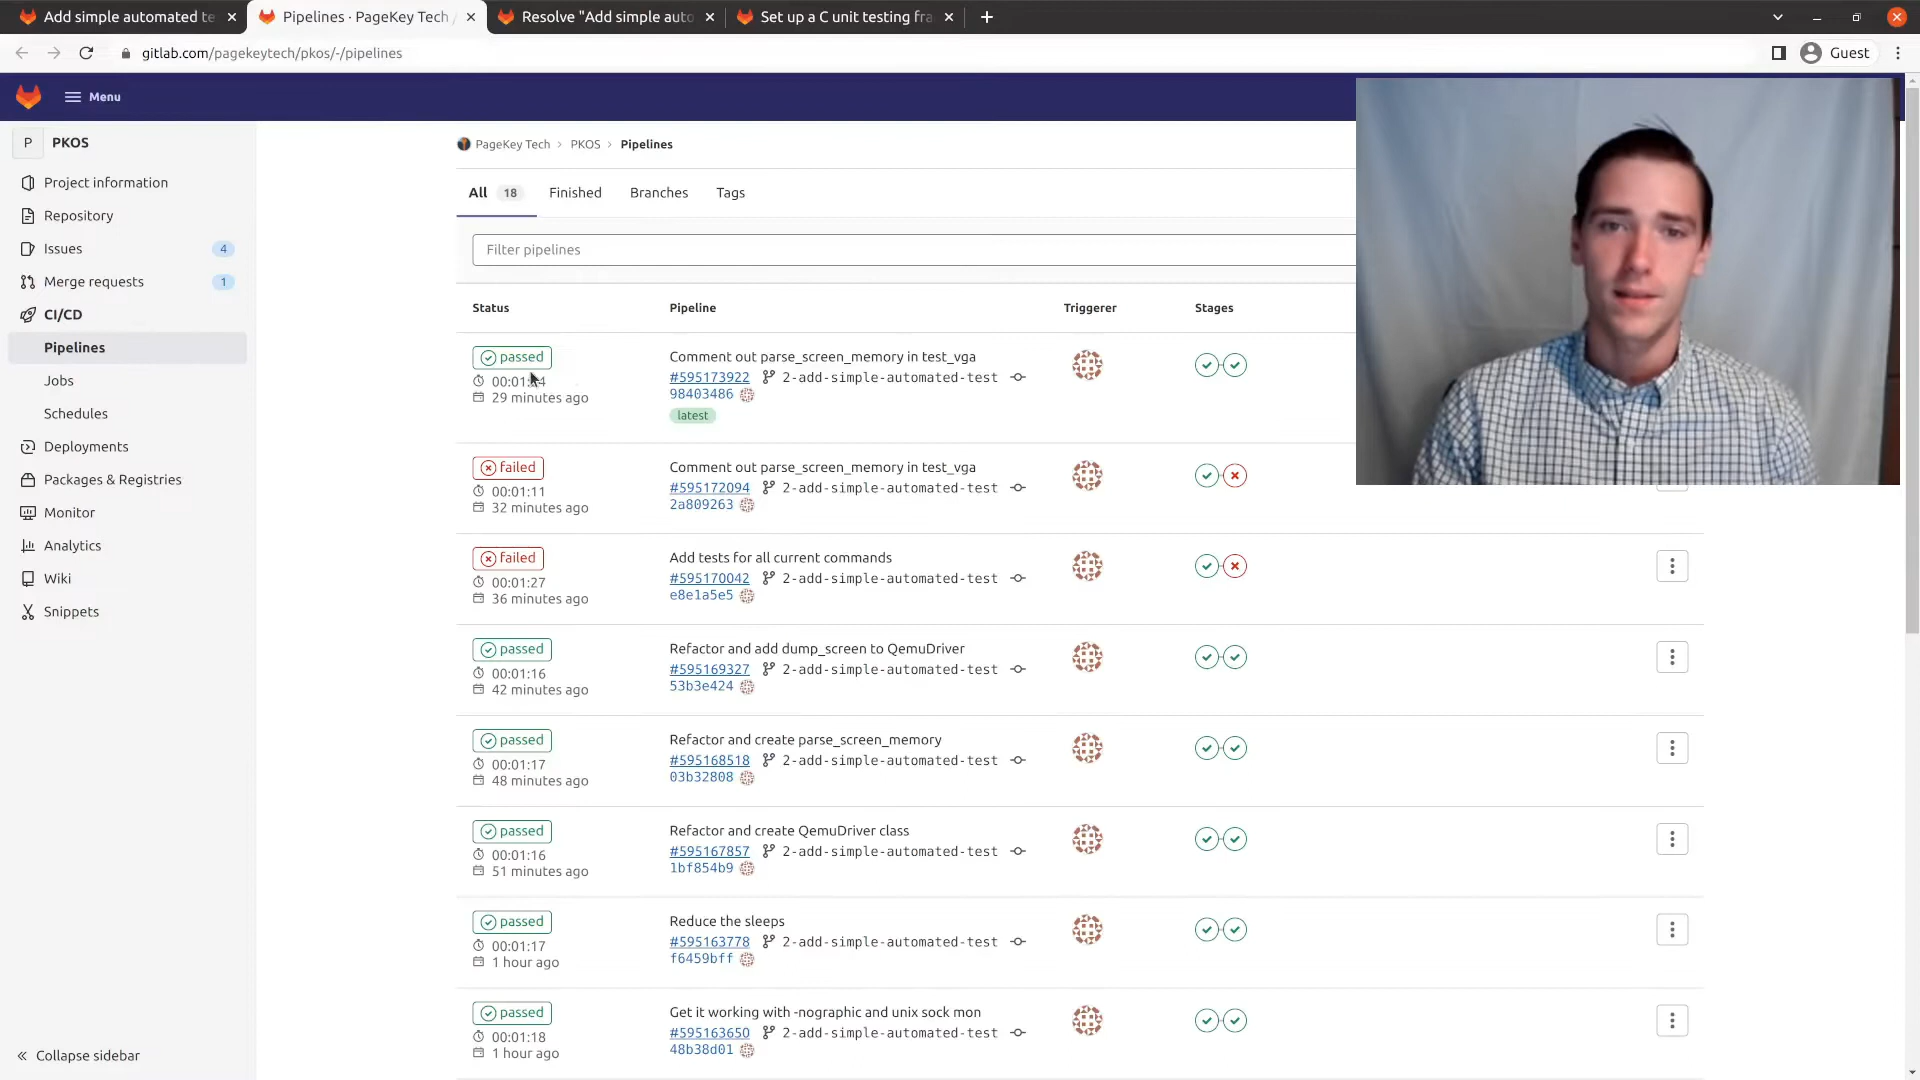 Add simple automated te
Pipelines · PageKey Tech /
Resolve "Add simple auto
Set up a C unit testing fra
gitlab.com/pagekeytech/pkos/-/pipelines
Guest
Menu
P PKOS
Project information
Repository
Issues 4
Merge requests 1
CI/CD
Pipelines
Jobs
Schedules
Deployments
Packages & Registries
Monitor
Analytics
Wiki
Snippets
Collapse sidebar
PageKey Tech › PKOS › Pipelines
All 18 Finished Branches Tags
Filter pipelines
Status Pipeline Triggerer Stages
passed Comment out parse_screen_memory in test_vga
#595173922 2-add-simple-automated-test
98403486
29 minutes ago
latest
failed Comment out parse_screen_memory in test_vga
00:01:11 #595172094 2-add-simple-automated-test
32 minutes ago 2a809263
failed Add tests for all current commands
00:01:27 #595170042 2-add-simple-automated-test
36 minutes ago e8e1a5e5
passed Refactor and add dump_screen to QemuDriver
00:01:16 #595169327 2-add-simple-automated-test
42 minutes ago 53b3e424
passed Refactor and create parse_screen_memory
00:01:17 #595168518 2-add-simple-automated-test
48 minutes ago 03b32808
passed Refactor and create QemuDriver class
00:01:16 #595167857 2-add-simple-automated-test
51 minutes ago 1bf854b9
passed Reduce the sleeps
00:01:17 #595163778 2-add-simple-automated-test
1 hour ago f6459bff
passed Get it working with -nographic and unix sock mon
00:01:18 #595163650 2-add-simple-automated-test
1 hour ago 48b38d01